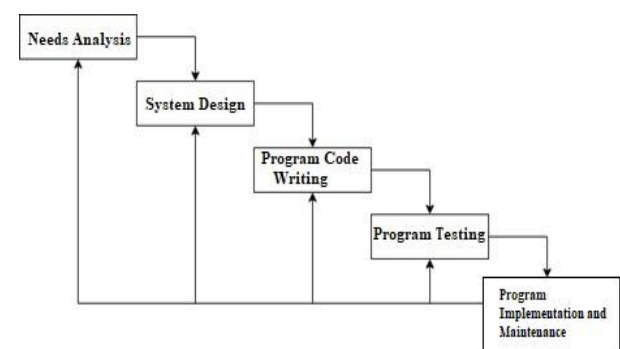 Needs Analysis
System Design
Program Code
Writing
Program Testing
Program
Implementation and
Maintenance